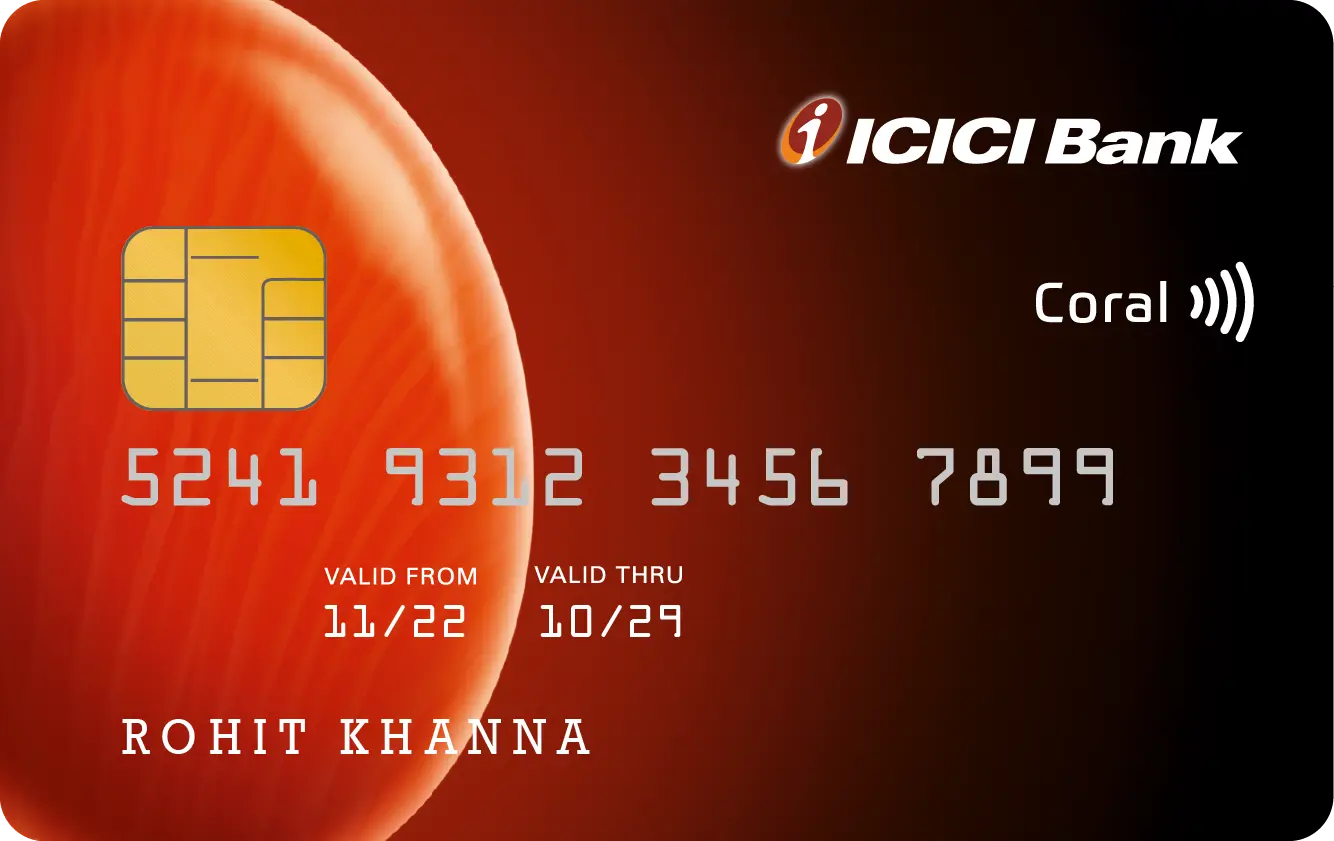 ICICI Bank
Coral
5241 9312 3456 7899
VALID FROM VALID THRU
11/22 10/29
ROHIT KHANNA